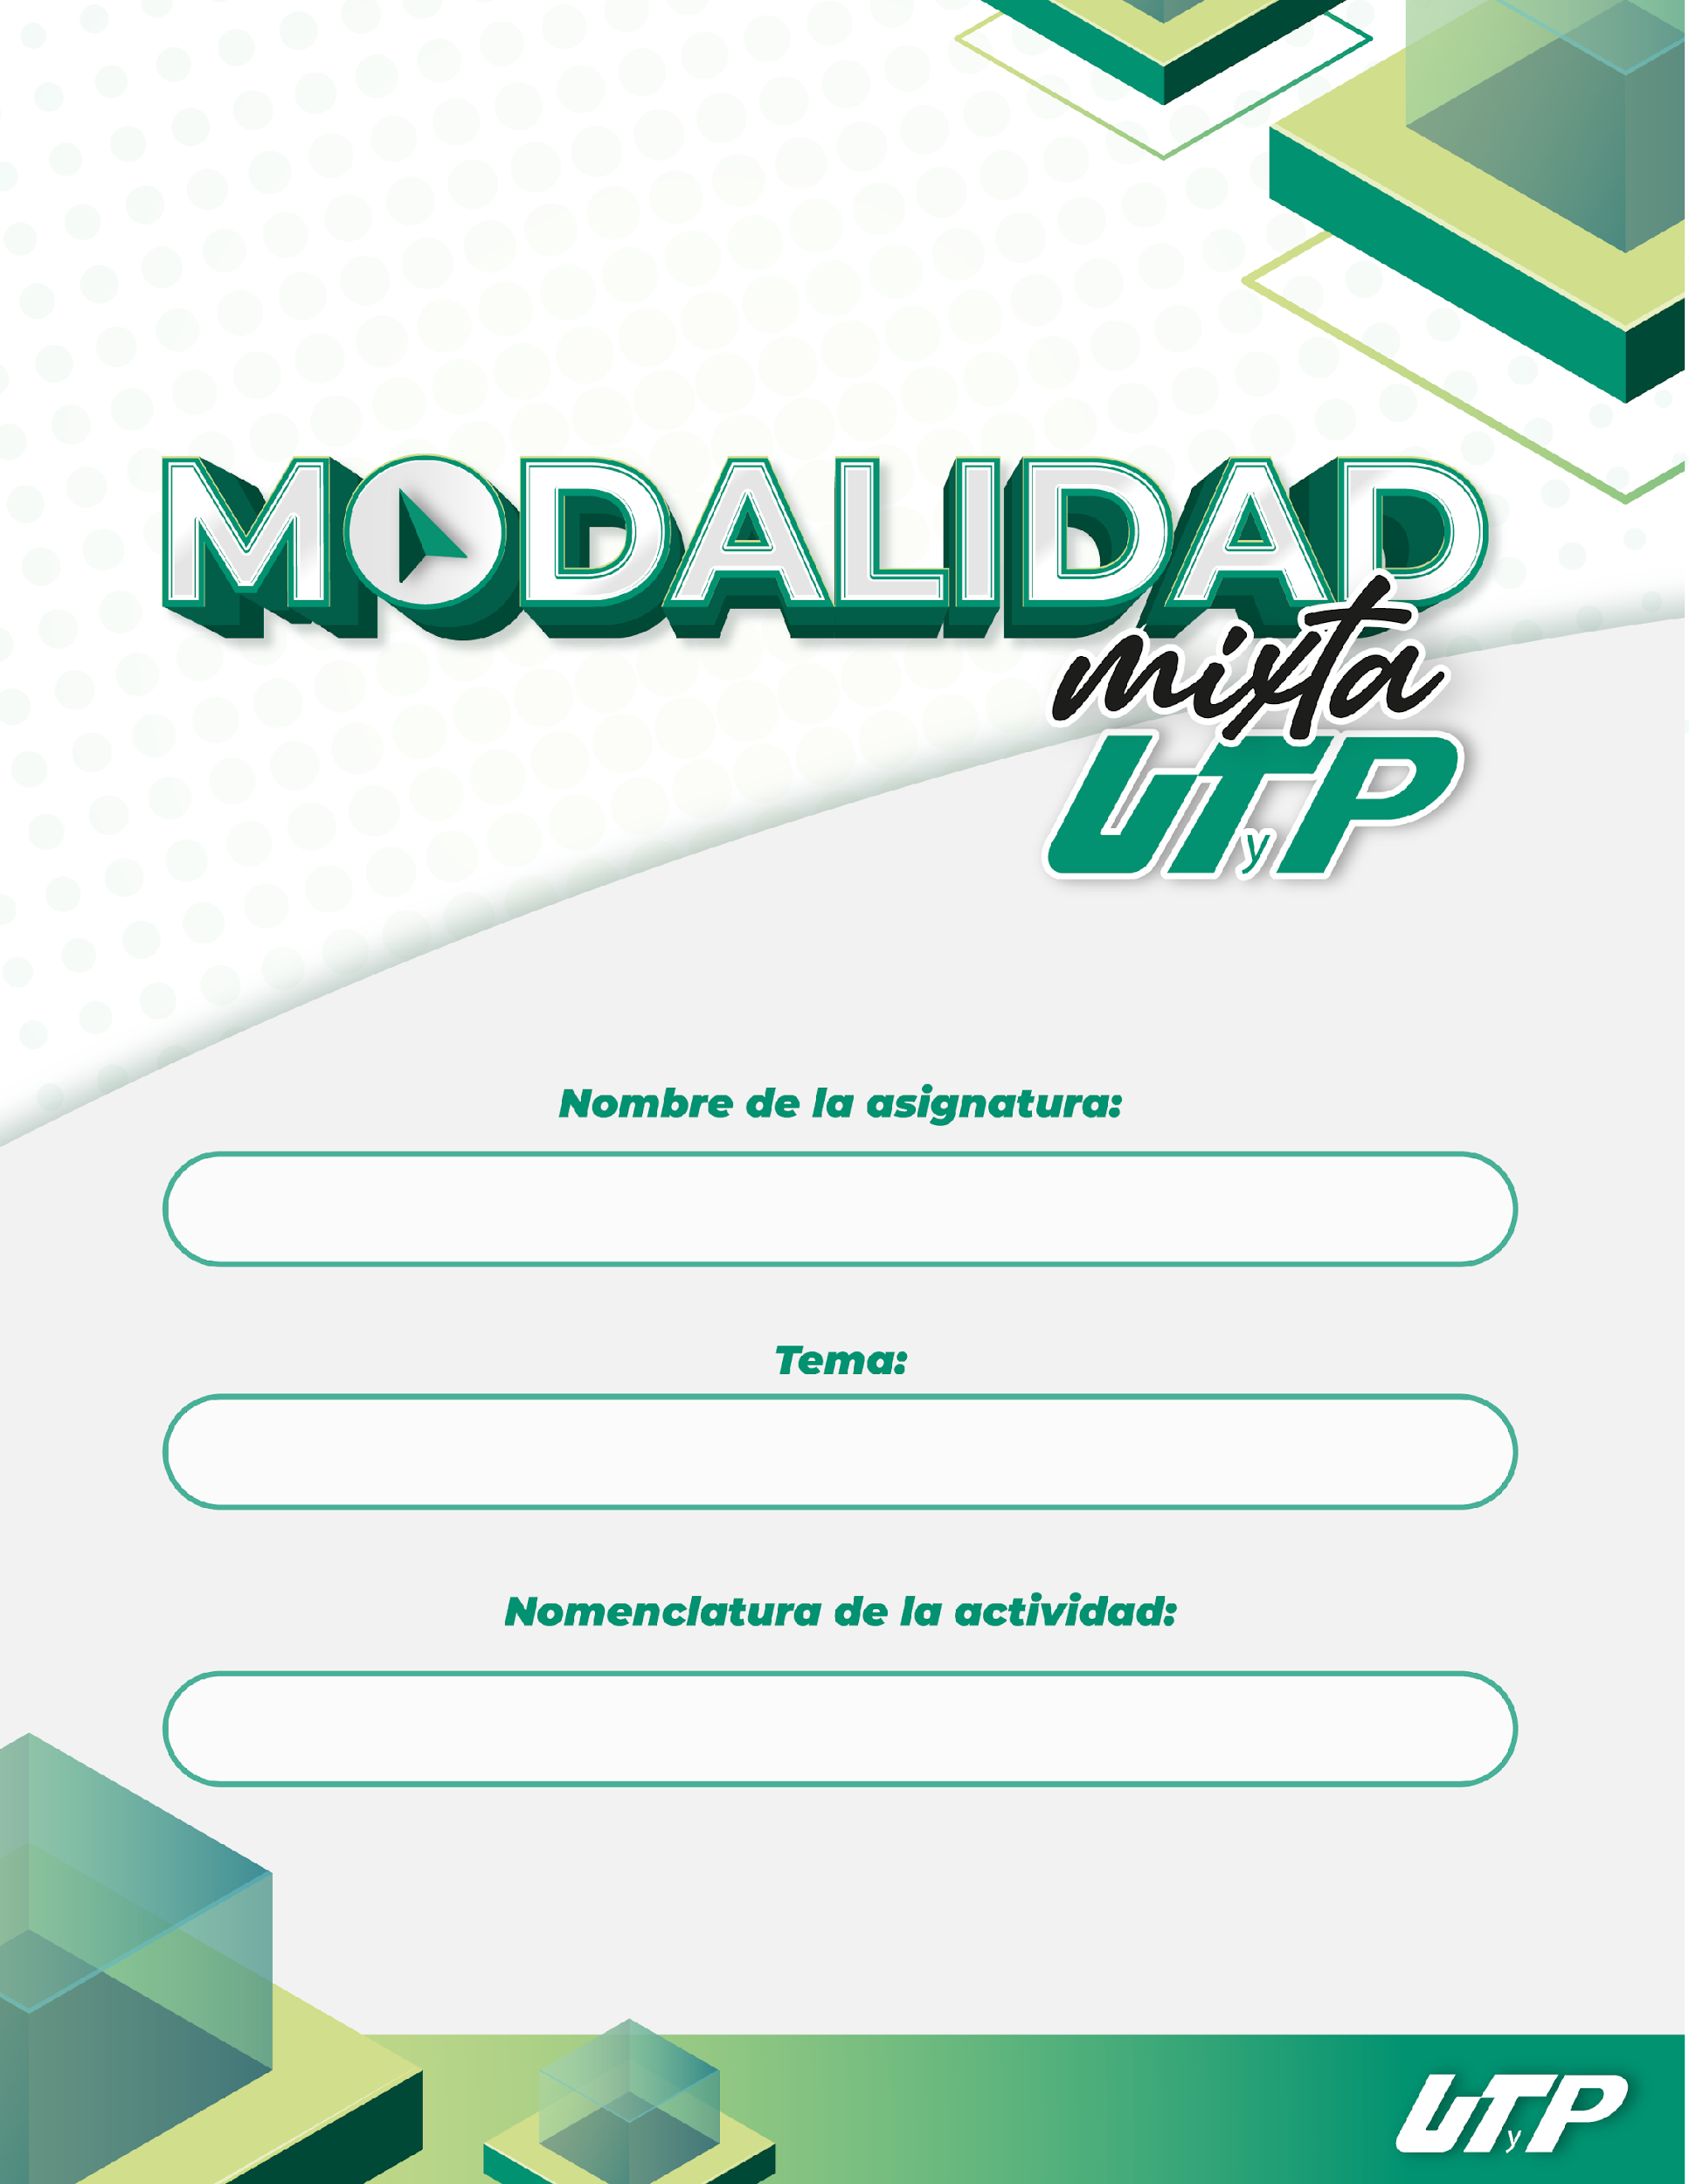 MODALIDAD
mixta
UTyP
Nombre de la asignatura:
Tema:
Nomenclatura de la actividad:
UTyP